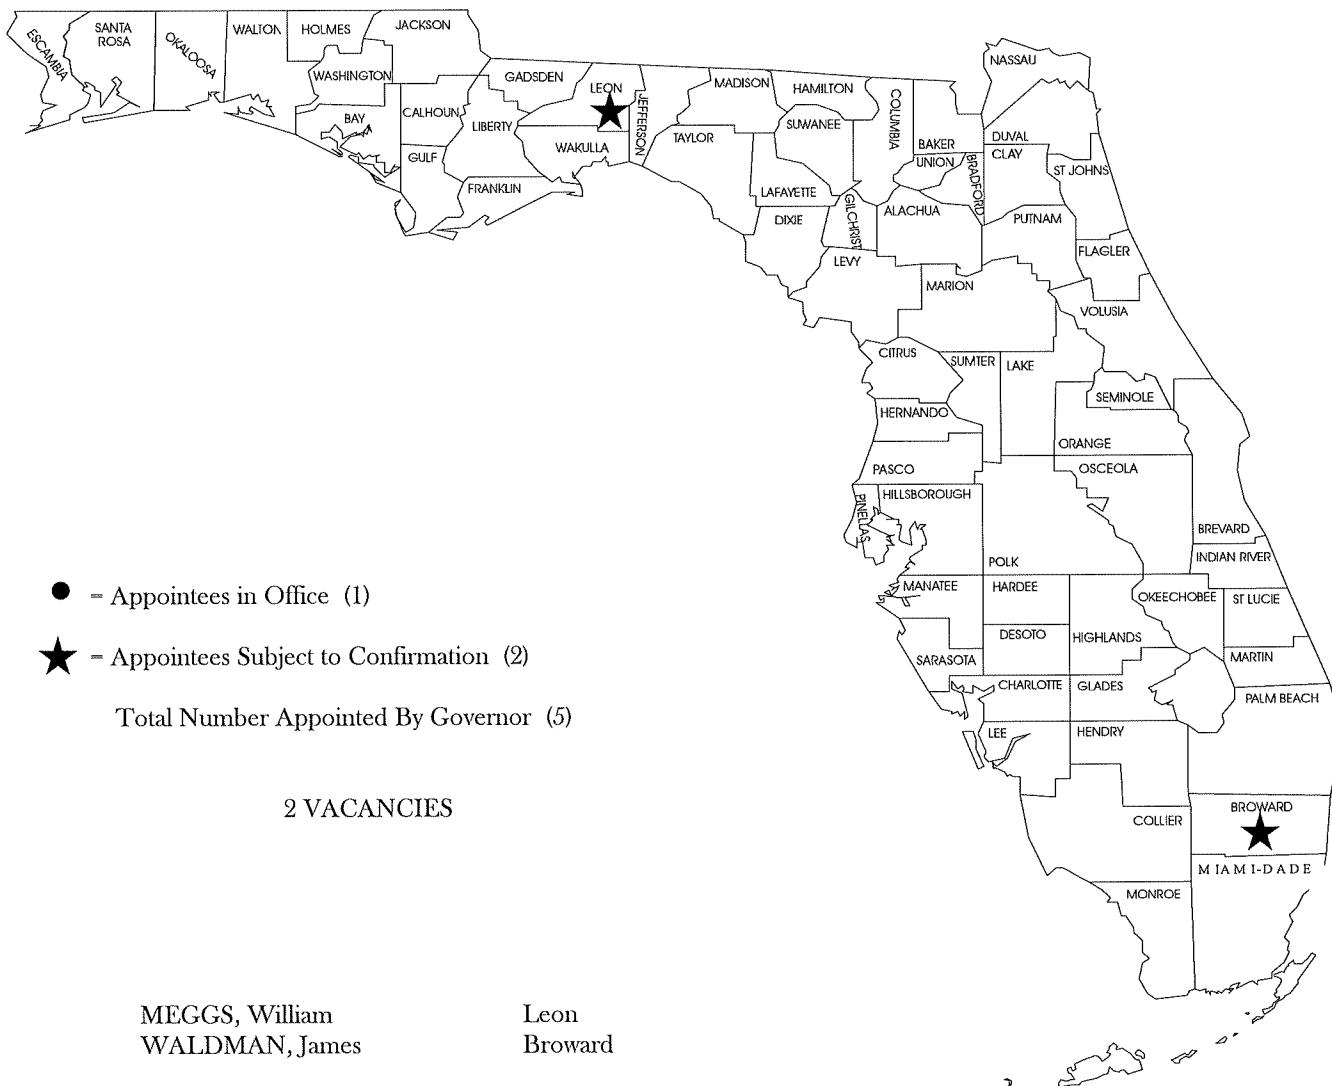 ESCAMBIA
SANTA
ROSA
OKALOOSA
WALTON
HOLMES
JACKSON
WASHINGTON
BAY
CALHOUN
GULF
GADSDEN
LIBERTY
FRANKLIN
LEON
WAKULLA
JEFFERSON
MADISON
TAYLOR
HAMILTON
SUWANEE
LAFAYETTE
DIXIE
COLUMBIA
GILCHRIST
BAKER
UNION
BRADFORD
ALACHUA
LEVY
NASSAU
DUVAL
CLAY
ST JOHNS
PUTNAM
FLAGLER
MARION
VOLUSIA
CITRUS
SUMTER
LAKE
SEMINOLE
HERNANDO
ORANGE
PASCO
OSCEOLA
HILLSBOROUGH
PINELLAS
BREVARD
POLK
INDIAN RIVER
MANATEE
HARDEE
OKEECHOBEE
ST LUCIE
DESOTO
HIGHLANDS
SARASOTA
MARTIN
CHARLOTTE
GLADES
PALM BEACH
LEE
HENDRY
BROWARD
COLLIER
MIAMI-DADE
MONROE
= Appointees in Office (1)
= Appointees Subject to Confirmation (2)
Total Number Appointed By Governor (5)
2 VACANCIES
MEGGS, William Leon
WALDMAN, James Broward